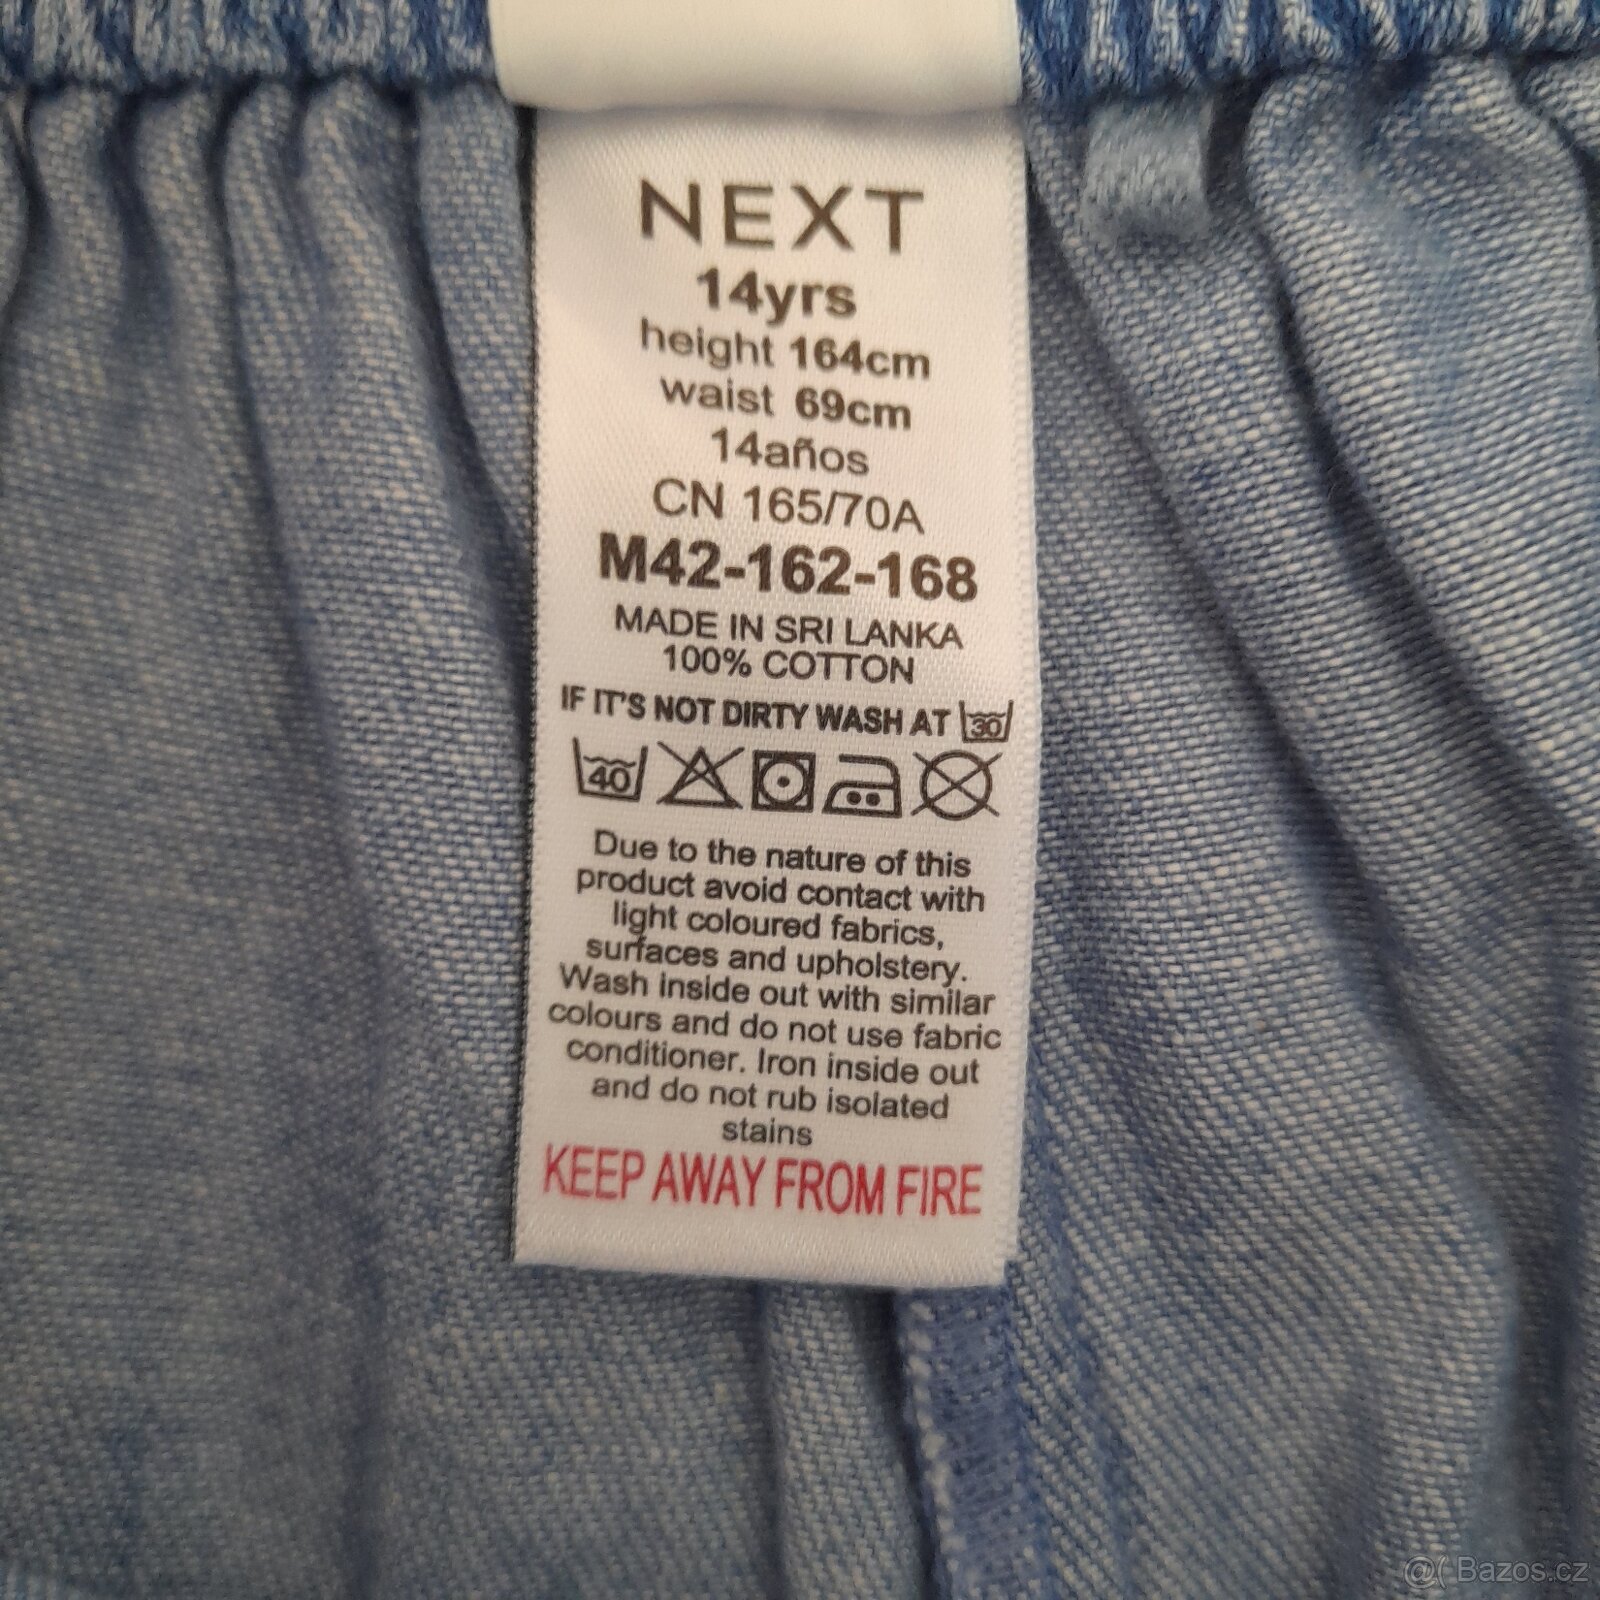 NEXT
14yrs
height 164cm
waist 69cm
14años
CN 165/70A
M42-162-168
MADE IN SRI LANKA
100% COTTON
IF IT'S NOT DIRTY WASH AT 30
40
Due to the nature of this
product avoid contact with
light coloured fabrics,
surfaces and upholstery.
Wash inside out with similar
colours and do not use fabric
conditioner. Iron inside out
and do not rub isolated
stains
KEEP AWAY FROM FIRE
@( Bazos.cz